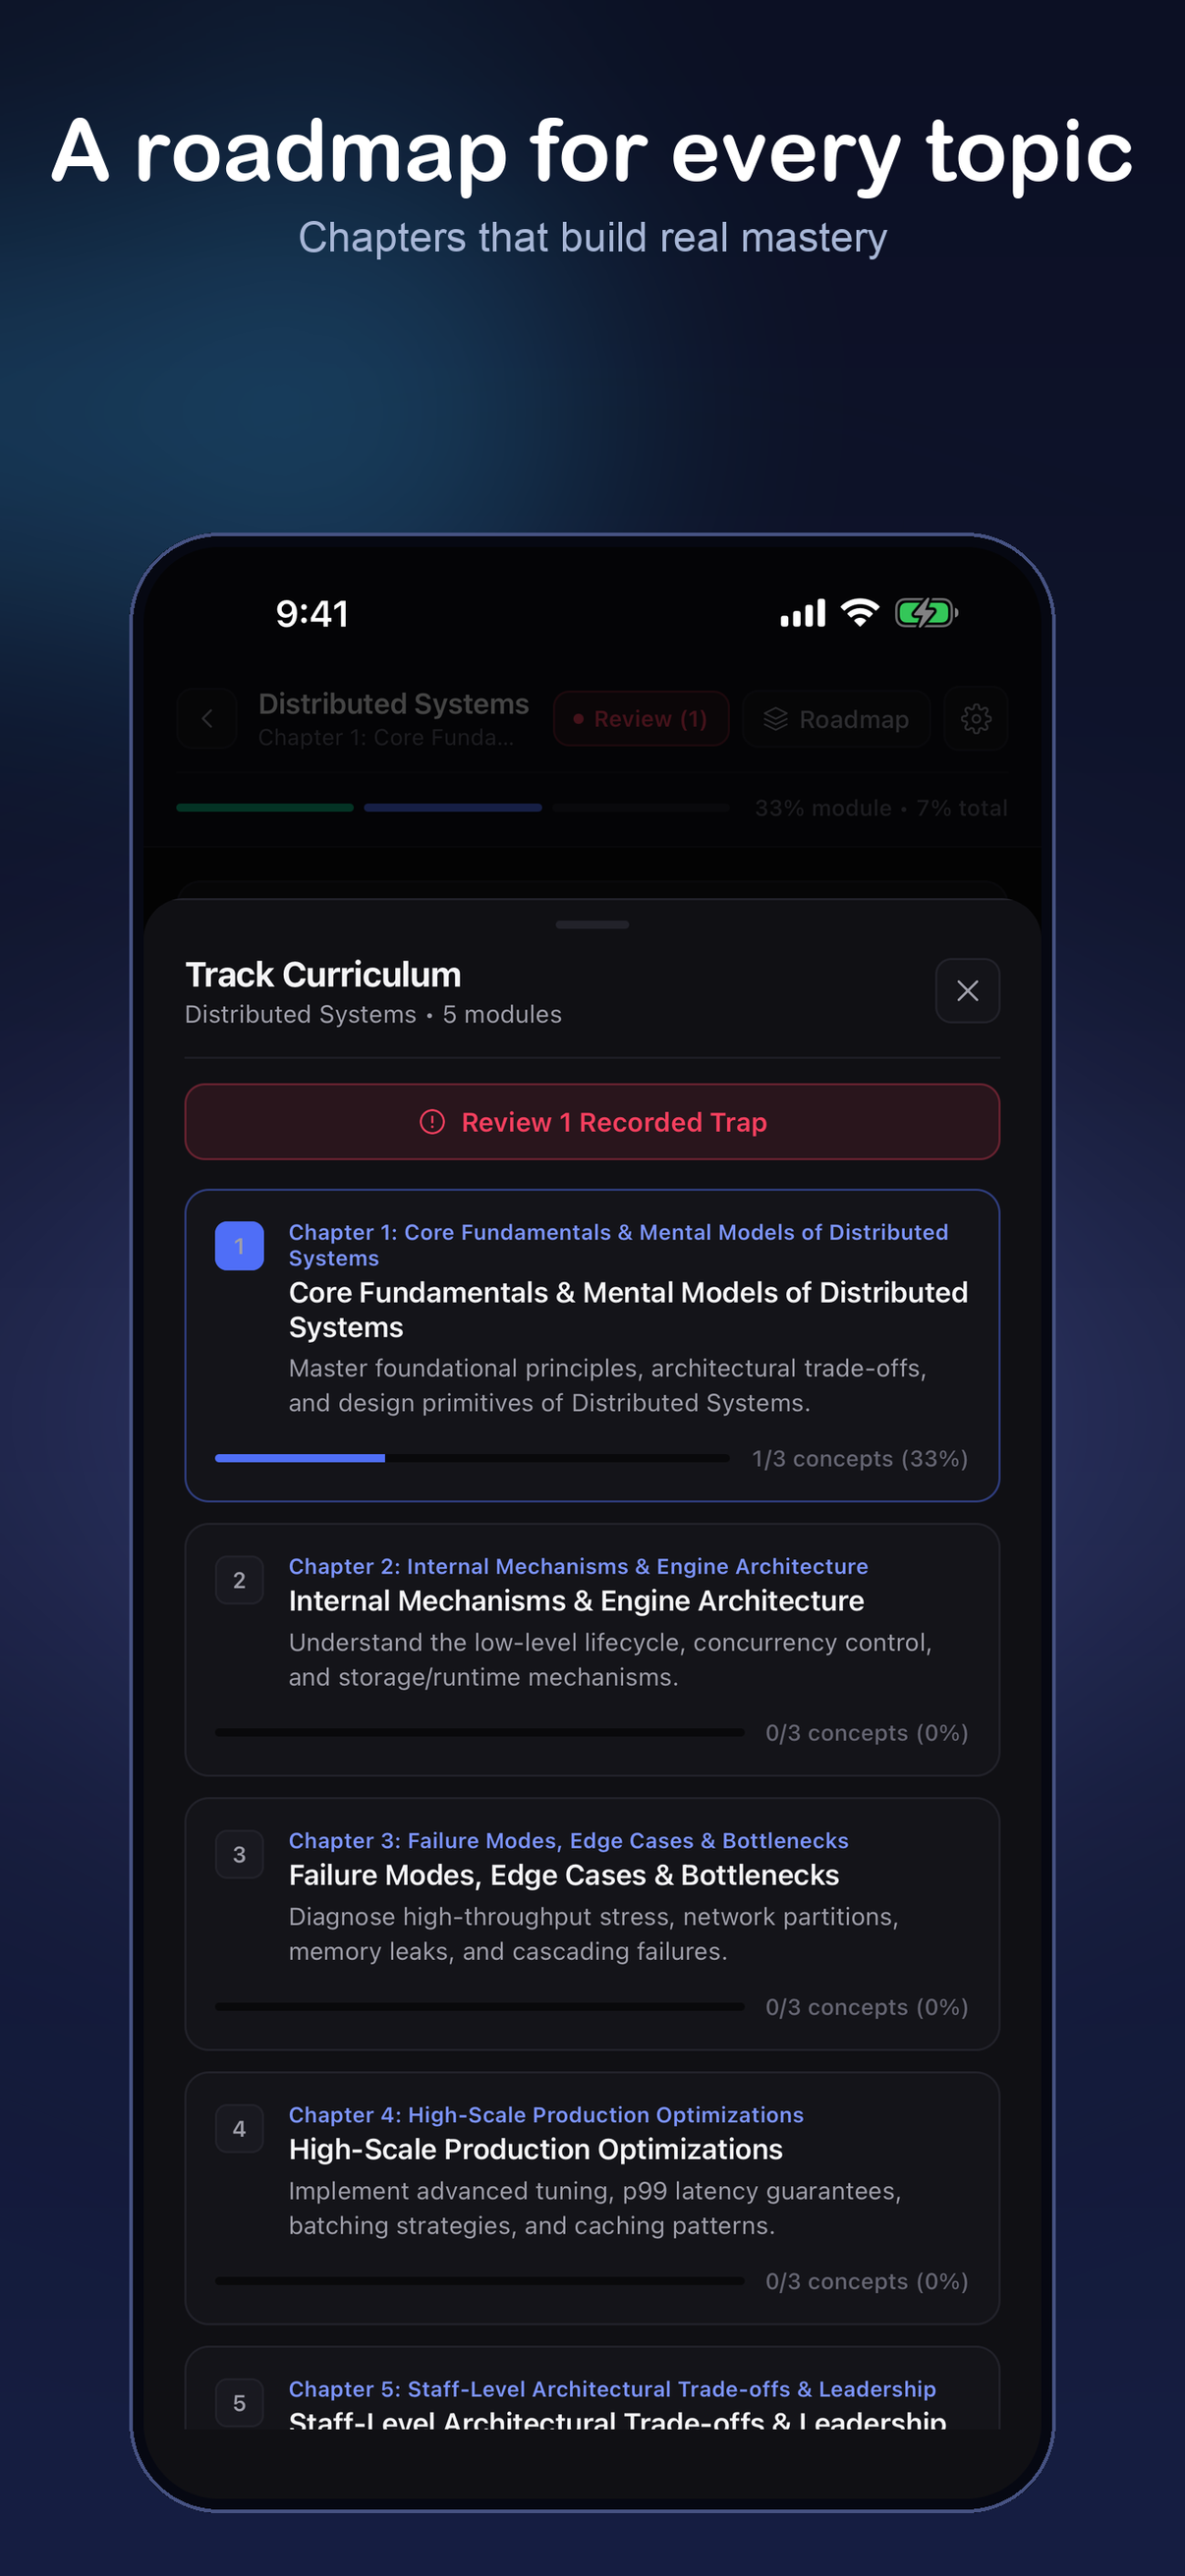 A roadmap for every topic
Chapters that build real mastery
9:41
Distributed Systems
Chapter 1: Core Funda...
Review (1)
Roadmap
33% module • 7% total
Track Curriculum
Distributed Systems • 5 modules
Review 1 Recorded Trap
1
Chapter 1: Core Fundamentals & Mental Models of Distributed
Systems
Core Fundamentals & Mental Models of Distributed
Systems
Master foundational principles, architectural trade-offs,
and design primitives of Distributed Systems.
1/3 concepts (33%)
2
Chapter 2: Internal Mechanisms & Engine Architecture
Internal Mechanisms & Engine Architecture
Understand the low-level lifecycle, concurrency control,
and storage/runtime mechanisms.
0/3 concepts (0%)
3
Chapter 3: Failure Modes, Edge Cases & Bottlenecks
Failure Modes, Edge Cases & Bottlenecks
Diagnose high-throughput stress, network partitions,
memory leaks, and cascading failures.
0/3 concepts (0%)
4
Chapter 4: High-Scale Production Optimizations
High-Scale Production Optimizations
Implement advanced tuning, p99 latency guarantees,
batching strategies, and caching patterns.
0/3 concepts (0%)
5
Chapter 5: Staff-Level Architectural Trade-offs & Leadership
Staff-Level Architectural Trade-offs & Leadership